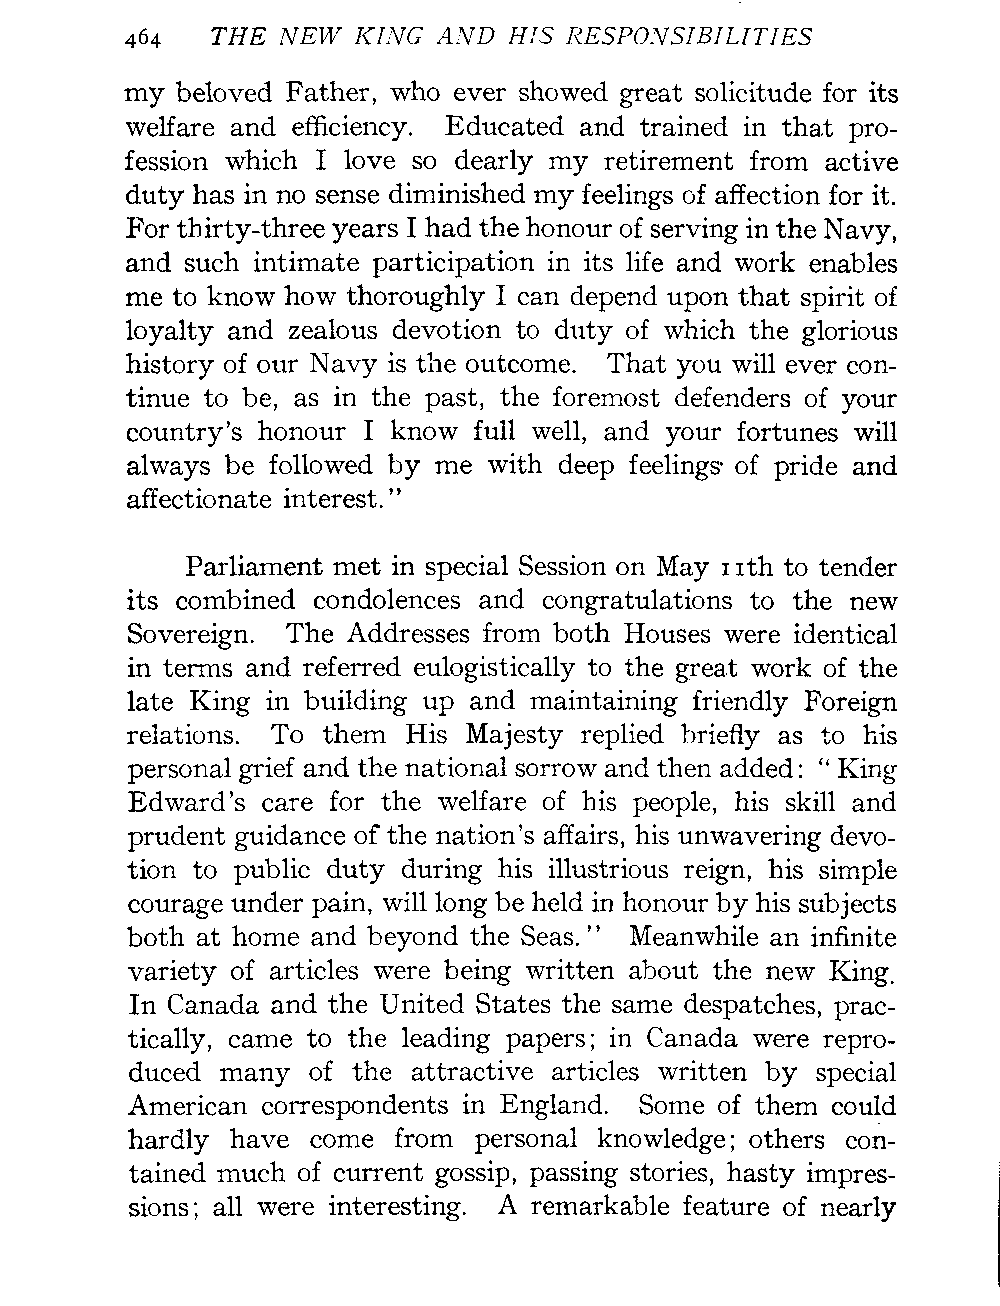 464 THE NEW KING AND HIS RESPONSIBILITIES
my beloved Father, who ever showed great solicitude for its
welfare and efficiency. Educated and trained in that pro-
fession which I love so dearly my retirement from active
duty has in no sense diminished my feelings of affection for it.
For thirty-three years I had the honour of serving in the Navy,
and such intimate participation in its life and work enables
me to know how thoroughly I can depend upon that spirit of
loyalty and zealous devotion to duty of which the glorious
history of our Navy is the outcome. That you will ever con-
tinue to be, as in the past, the foremost defenders of your
country's honour I know full well, and your fortunes will
always be followed by me with deep feelings of pride and
affectionate interest."
Parliament met in special Session on May 11th to tender
its combined condolences and congratulations to the new
Sovereign. The Addresses from both Houses were identical
in terms and referred eulogistically to the great work of the
late King in building up and maintaining friendly Foreign
relations. To them His Majesty replied briefly as to his
personal grief and the national sorrow and then added: "King
Edward's care for the welfare of his people, his skill and
prudent guidance of the nation's affairs, his unwavering devo-
tion to public duty during his illustrious reign, his simple
courage under pain, will long be held in honour by his subjects
both at home and beyond the Seas." Meanwhile an infinite
variety of articles were being written about the new King.
In Canada and the United States the same despatches, prac-
tically, came to the leading papers; in Canada were repro-
duced many of the attractive articles written by special
American correspondents in England. Some of them could
hardly have come from personal knowledge; others con-
tained much of current gossip, passing stories, hasty impres-
sions; all were interesting. A remarkable feature of nearly